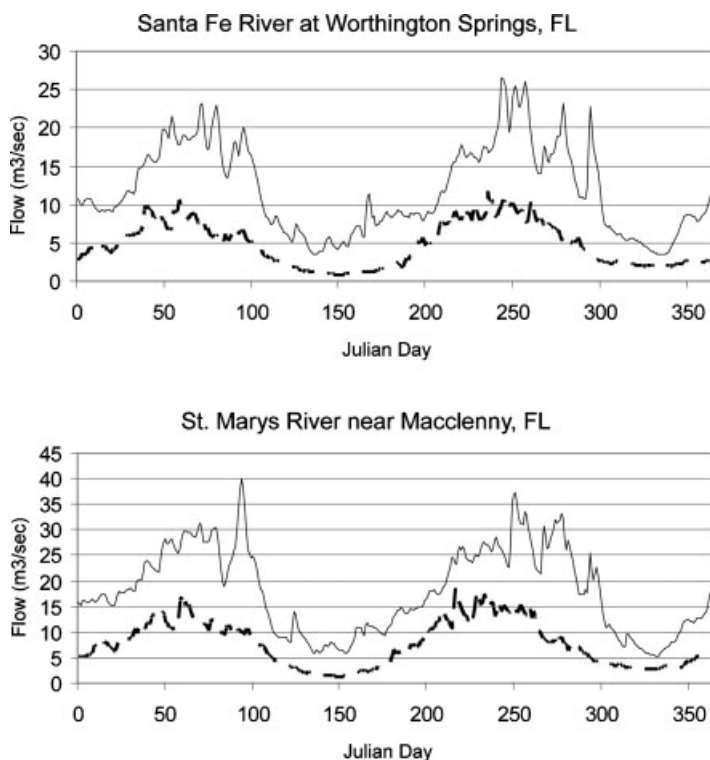 Santa Fe River at Worthington Springs, FL
Flow (m3/sec)
30
25
20
15
10
5
0
0 50 100 150 200 250 300 350
Julian Day
St. Marys River near Macclenny, FL
Flow (m3/sec)
45
40
35
30
25
20
15
10
5
0
0 50 100 150 200 250 300 350
Julian Day